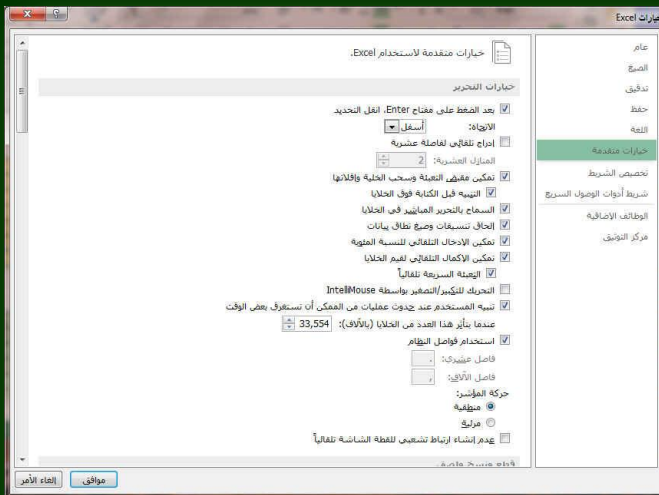 خيارات Excel
عام
الصيغ
تدقيق
حفظ
اللغة
خيارات متقدمة
تخصيص الشريط
شريط أدوات الوصول السريع
الوظائف الإضافية
مركز التوثيق
خيارات متقدمة لاستخدام Excel.
خيارات التحرير
بعد الضغط على مفتاح Enter، انقل التحديد
الاتجاه: أسفل
إدراج تلقائي لفاصلة عشرية
المنازل العشرية: 2
تمكين مقبض التعبئة وسحب الخلية وإفلاتها
التنبيه قبل الكتابة فوق الخلايا
السماح بالتحرير المباشر في الخلايا
إلحاق تنسيقات وصيغ نطاق بيانات
تمكين الإدخال التلقائي للنسبة المئوية
تمكين الإكمال التلقائي لقيم الخلايا
التعبئة السريعة تلقائياً
التحريك للتكبير/التصغير بواسطة IntelliMouse
تنبيه المستخدم عند حدوث عمليات من الممكن أن تستغرق بعض الوقت
عندما يتأثر هذا العدد من الخلايا (بالآلاف): 33,554
استخدام فواصل النظام
فاصل عشري: .
فاصل الآلاف: ,
حركة المؤشر:
منطقية
مرئية
عدم إنشاء ارتباط تشعبي للقطة الشاشة تلقائياً
قطع ونسخ ولصق
موافق
إلغاء الأمر